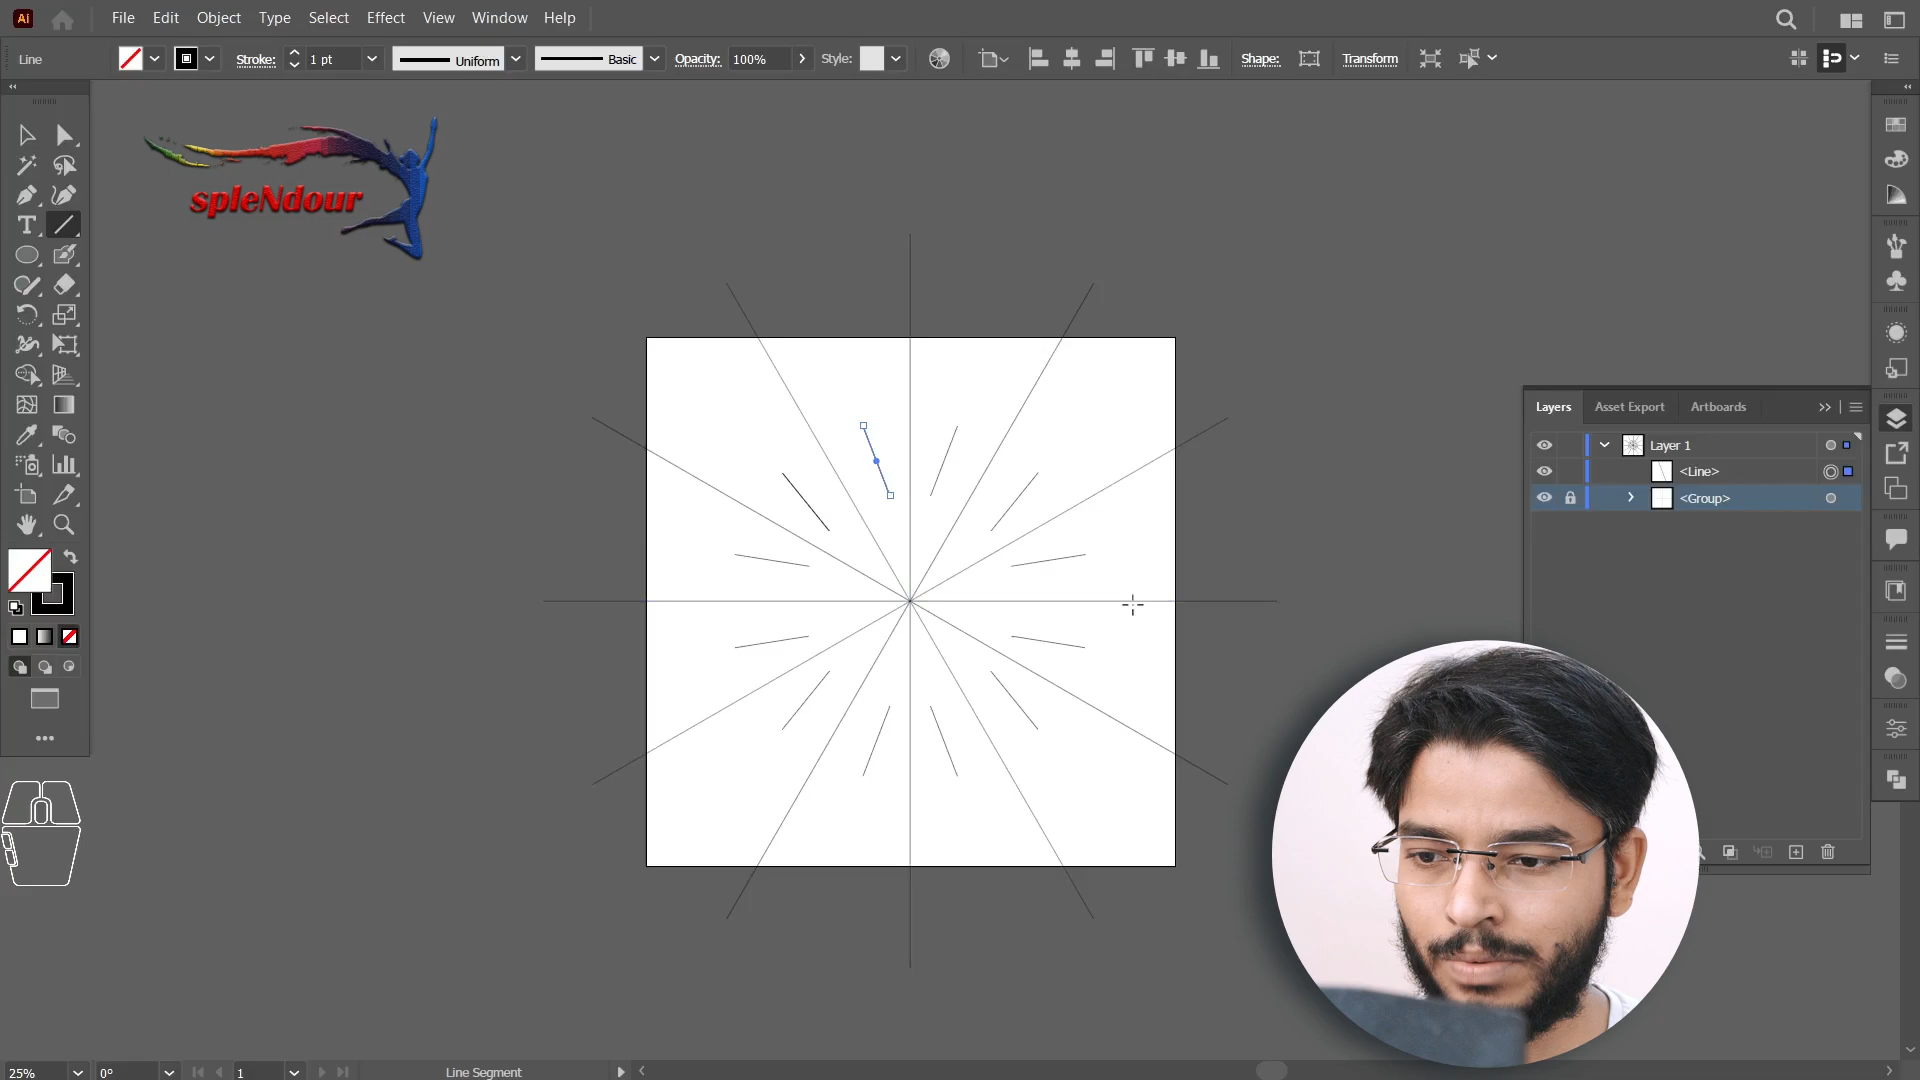 Ai
File Edit Object Type Select Effect View Window Help
Line Stroke: 1 pt Uniform Basic Opacity: 100% Style: Shape: Transform
spleNdour
T
Layers Asset Export Artboards
Layer 1
<Line>
<Group>
25% 0° 1 Line Segment